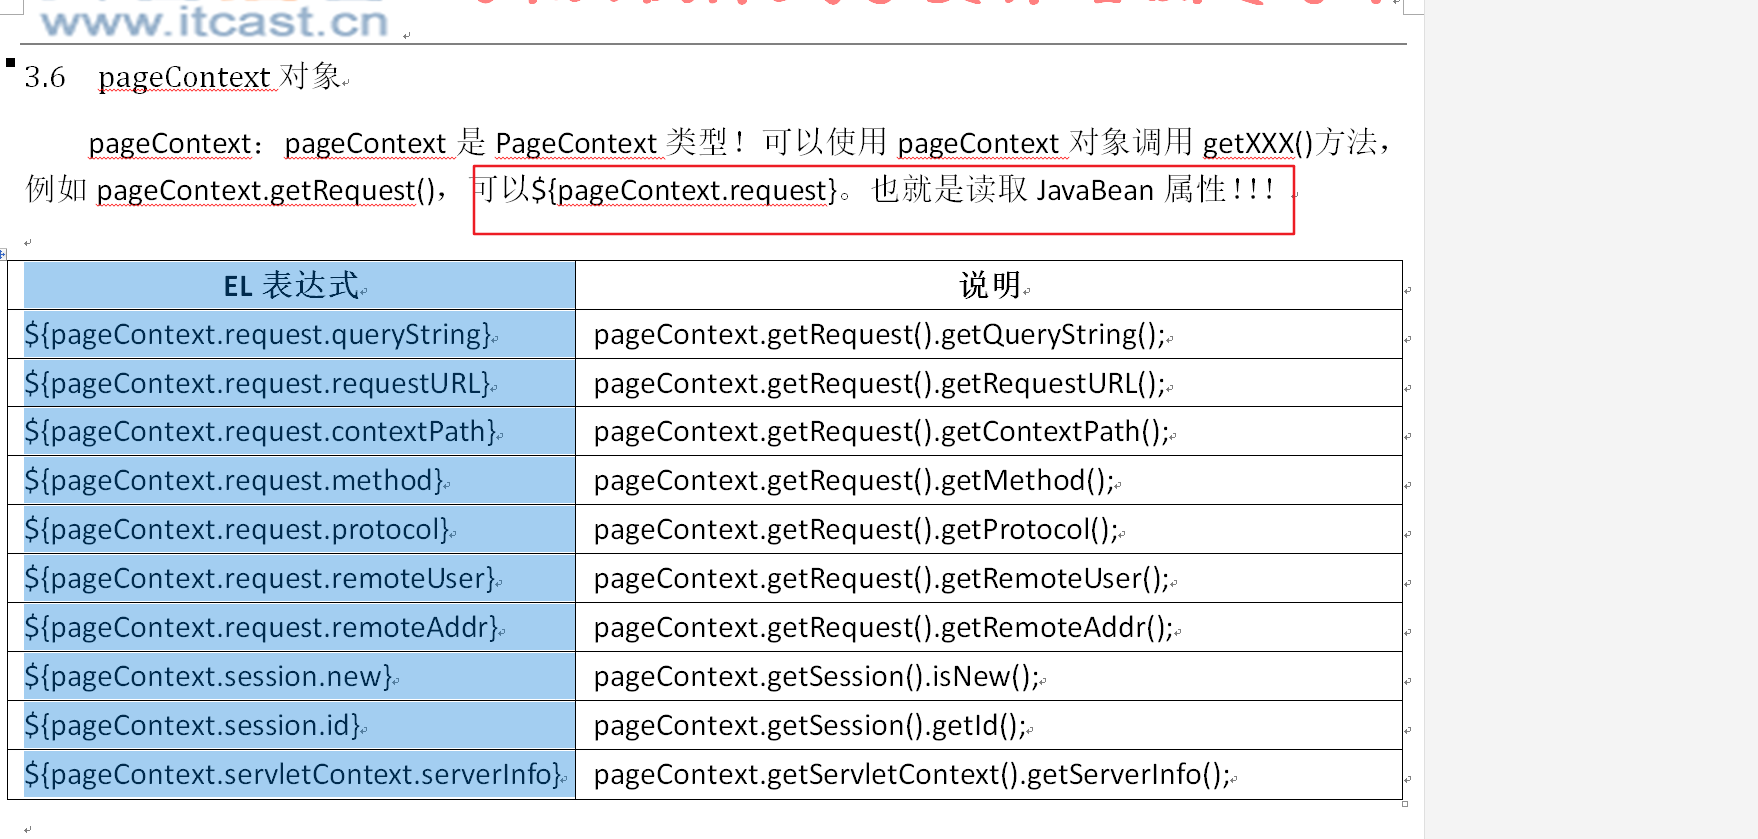 www.itcast.cn
3.6 pageContext 对象
pageContext：pageContext 是 PageContext 类型！可以使用 pageContext 对象调用 getXXX()方法，
例如 pageContext.getRequest()，可以${pageContext.request}。也就是读取 JavaBean 属性！！！
EL 表达式 说明
${pageContext.request.queryString} pageContext.getRequest().getQueryString();
${pageContext.request.requestURL} pageContext.getRequest().getRequestURL();
${pageContext.request.contextPath} pageContext.getRequest().getContextPath();
${pageContext.request.method} pageContext.getRequest().getMethod();
${pageContext.request.protocol} pageContext.getRequest().getProtocol();
${pageContext.request.remoteUser} pageContext.getRequest().getRemoteUser();
${pageContext.request.remoteAddr} pageContext.getRequest().getRemoteAddr();
${pageContext.session.new} pageContext.getSession().isNew();
${pageContext.session.id} pageContext.getSession().getId();
${pageContext.servletContext.serverInfo} pageContext.getServletContext().getServerInfo();